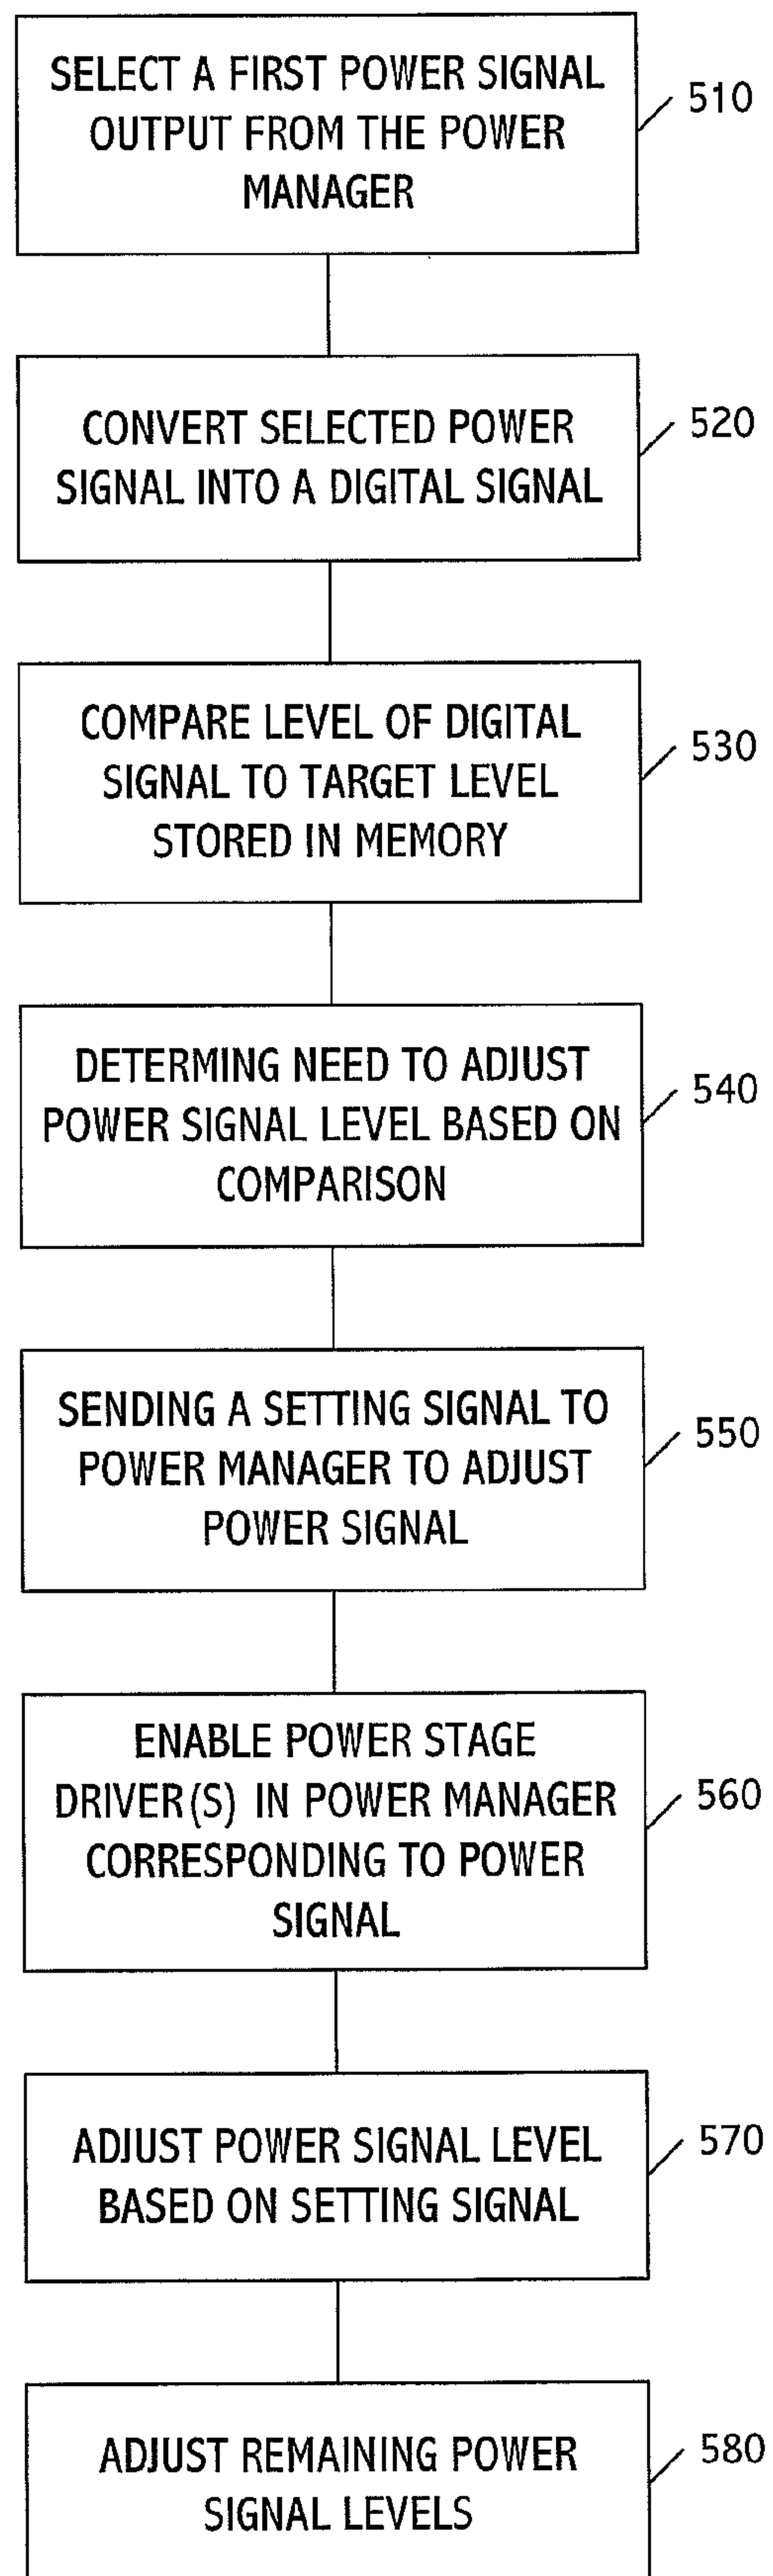 SELECT A FIRST POWER SIGNAL
OUTPUT FROM THE POWER
MANAGER
510
CONVERT SELECTED POWER
SIGNAL INTO A DIGITAL SIGNAL
520
COMPARE LEVEL OF DIGITAL
SIGNAL TO TARGET LEVEL
STORED IN MEMORY
530
DETERMING NEED TO ADJUST
POWER SIGNAL LEVEL BASED ON
COMPARISON
540
SENDING A SETTING SIGNAL TO
POWER MANAGER TO ADJUST
POWER SIGNAL
550
ENABLE POWER STAGE
DRIVER(S) IN POWER MANAGER
CORRESPONDING TO POWER
SIGNAL
560
ADJUST POWER SIGNAL LEVEL
BASED ON SETTING SIGNAL
570
ADJUST REMAINING POWER
SIGNAL LEVELS
580